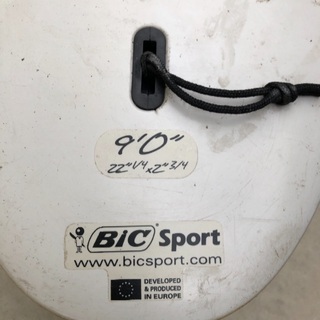 9'0"
22"1/4 x 2"3/4
BiC Sport
www.bicsport.com
DEVELOPED
& PRODUCED
IN EUROPE